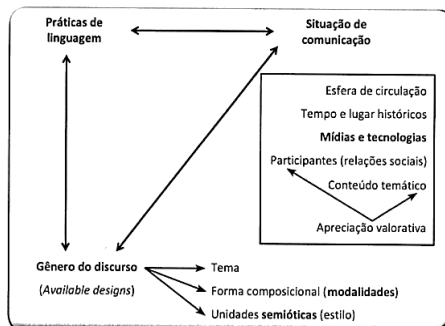 Práticas de
linguagem
Situação de
comunicação
Esfera de circulação
Tempo e lugar históricos
Mídias e tecnologias
Participantes (relações sociais)
Conteúdo temático
Apreciação valorativa
Gênero do discurso
(Available designs)
Tema
Forma composicional (modalidades)
Unidades semióticas (estilo)